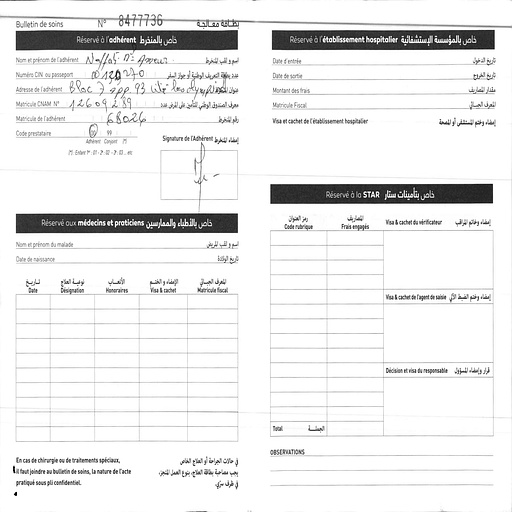 Bulletin de soins N° 8477736 بطاقة معالجة
Réservé à l'adhérent خاص بالمنخرط
Nom et prénom de l'adhérent اسم و لقب المنخرط
Numéro CIN ou passeport عدد بطاقة التعريف الوطنية أو جواز السفر
Adresse de l'adhérent Bloc 7 app 93 cité عنوان المنخرط
Matricule CNAM N° 12609289 معرف الصندوق الوطني للتأمين على المرض عدد
Matricule de l'adhérent 68026 رقم المنخرط
Code prestataire 00 99
Adhérent Conjoint (*)
(*) : Enfant 1er : 01 - 2 : 02 - 3 : 03 ... etc
Signature de l'Adhérent إمضاء المنخرط
Réservé aux médecins et praticiens خاص بالأطباء والممارسين
Nom et prénom du malade اسم و لقب المريض
Date de naissance تاريخ الولادة
تاريخ نوعية العلاج الأتعاب الإمضاء و الختم المعرف الجبائي
Date Désignation Honoraires Visa & cachet Matricule fiscal
En cas de chirurgie ou de traitements spéciaux,
il faut joindre au bulletin de soins, la nature de l'acte
pratiqué sous pli confidentiel.
في حالات الجراحة أو العلاج الخاص
يجب مصاحبة بطاقة العلاج، بنوع العمل المنجز،
في ظرف سري.
Réservé à l'établissement hospitalier خاص بالمؤسسة الإستشفائية
Date d'entrée تاريخ الدخول
Date de sortie تاريخ الخروج
Montant des frais مقدار المصاريف
Matricule Fiscal المعرف الجبائي
Visa et cachet de l'établissement hospitalier إمضاء وختم المستشفى أو المصحة
Réservé à la STAR خاص بتأمينات ستار
رمز العنوان المصاريف
Code rubrique Frais engagés
Visa & cachet du vérificateur إمضاء وختم المراقب
Visa & cachet de l'agent de saisie إمضاء وختم الضبط الآلي
Décision et visa du responsable قرار وإمضاء المسؤول
Total الجملة
OBSERVATIONS